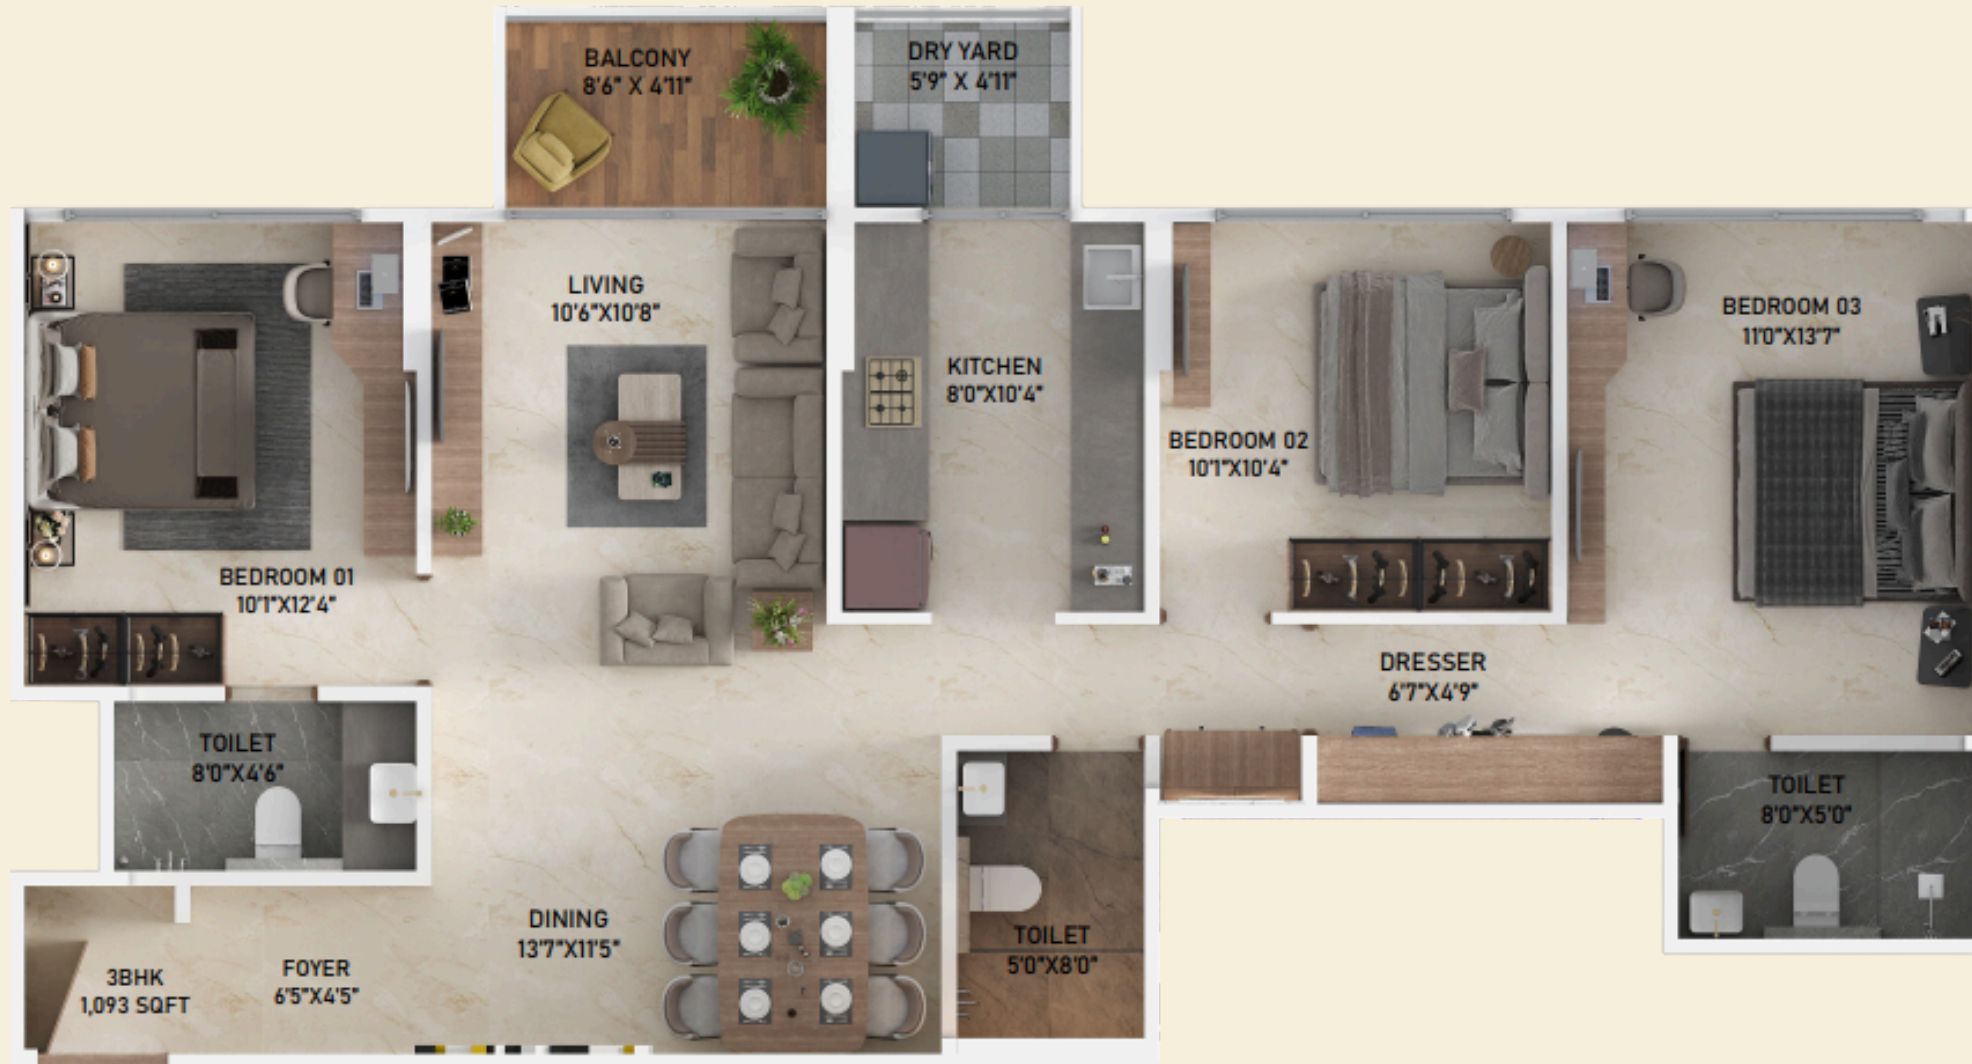 BALCONY
8'6" X 4'11"
DRY YARD
5'9" X 4'11"
LIVING
10'6"X10'8"
KITCHEN
8'0"X10'4"
BEDROOM 02
10'1"X10'4"
BEDROOM 03
11'0"X13'7"
BEDROOM 01
10'1"X12'4"
DRESSER
6'7"X4'9"
TOILET
8'0"X4'6"
TOILET
8'0"X5'0"
DINING
13'7"X11'5"
TOILET
5'0"X8'0"
FOYER
6'5"X4'5"
3BHK
1,093 SQFT